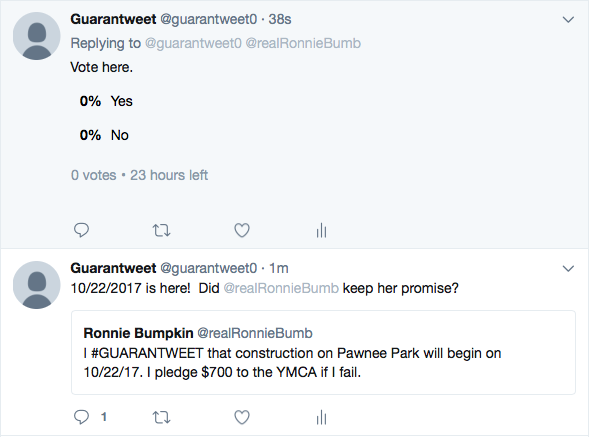 Guarantweet @guarantweet0 · 38s
Replying to @guarantweet0 @realRonnieBumb
Vote here.
0% Yes
0% No
0 votes • 23 hours left
Guarantweet @guarantweet0 · 1m
10/22/2017 is here!  Did @realRonnieBumb keep her promise?
Ronnie Bumpkin @realRonnieBumb
I #GUARANTWEET that construction on Pawnee Park will begin on
10/22/17. I pledge $700 to the YMCA if I fail.
1